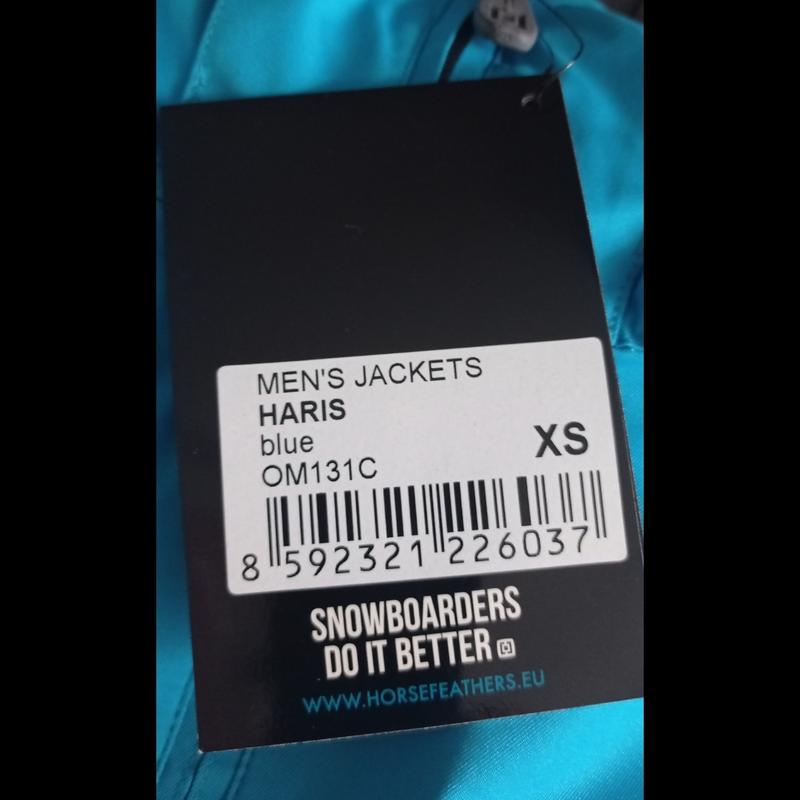 MEN'S JACKETS
HARIS
blue
XS
OM131C
8 592321 226037
SNOWBOARDERS
DO IT BETTER
WWW.HORSEFEATHERS.EU